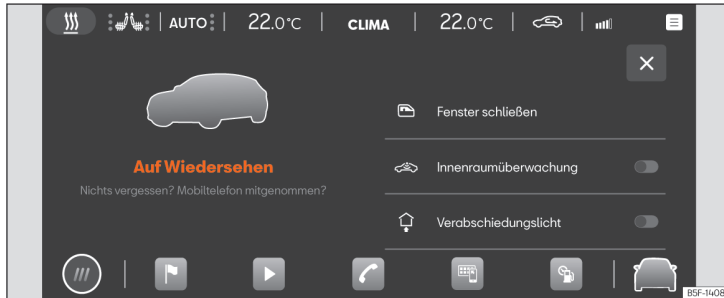 AUTO 22.0°C CLIMA 22.0°C
Fenster schließen
Auf Wiedersehen
Innenraumüberwachung
Nichts vergessen? Mobiltelefon mitgenommen?
Verabschiedungslicht
B5F-1408